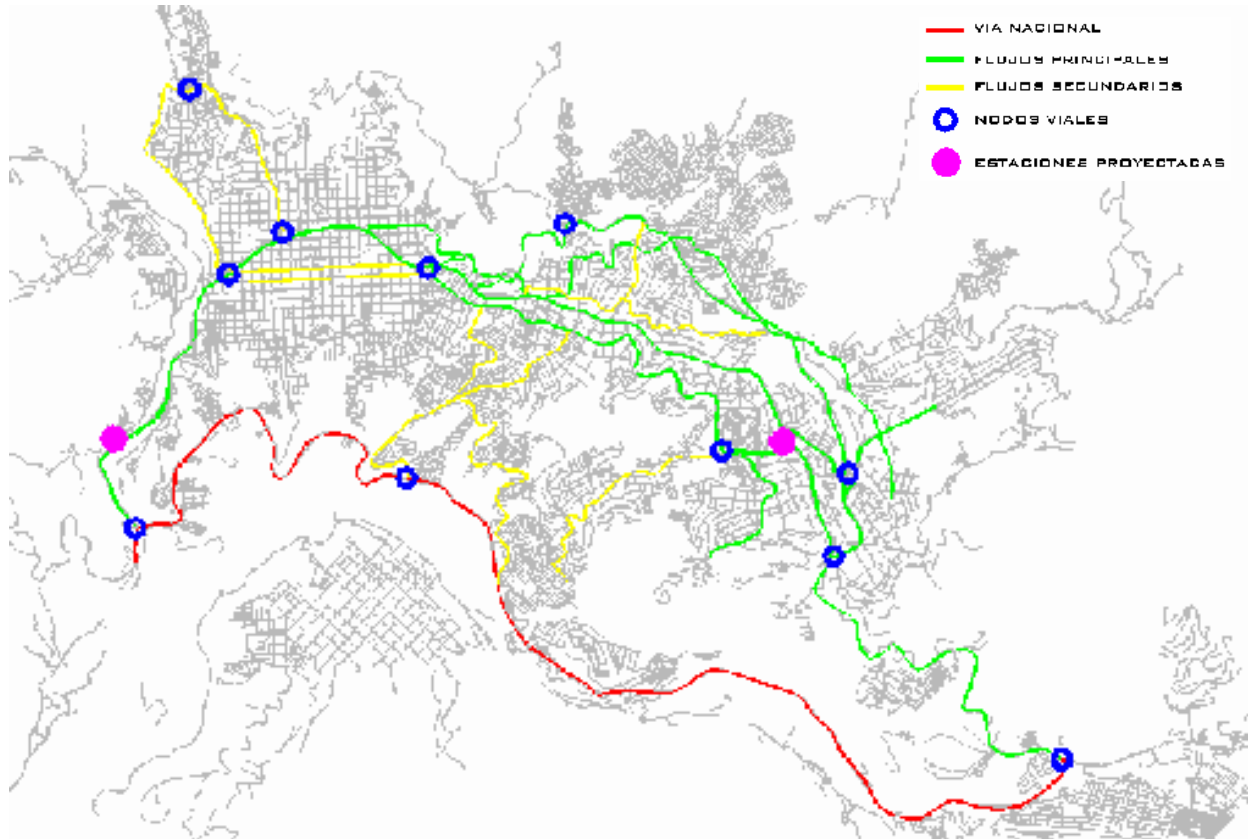 VIA NACIONAL
FLUJOS PRINCIPALES
FLUJOS SECUNDARIOS
NODOS VIALES
ESTACIONES PROYECTADAS